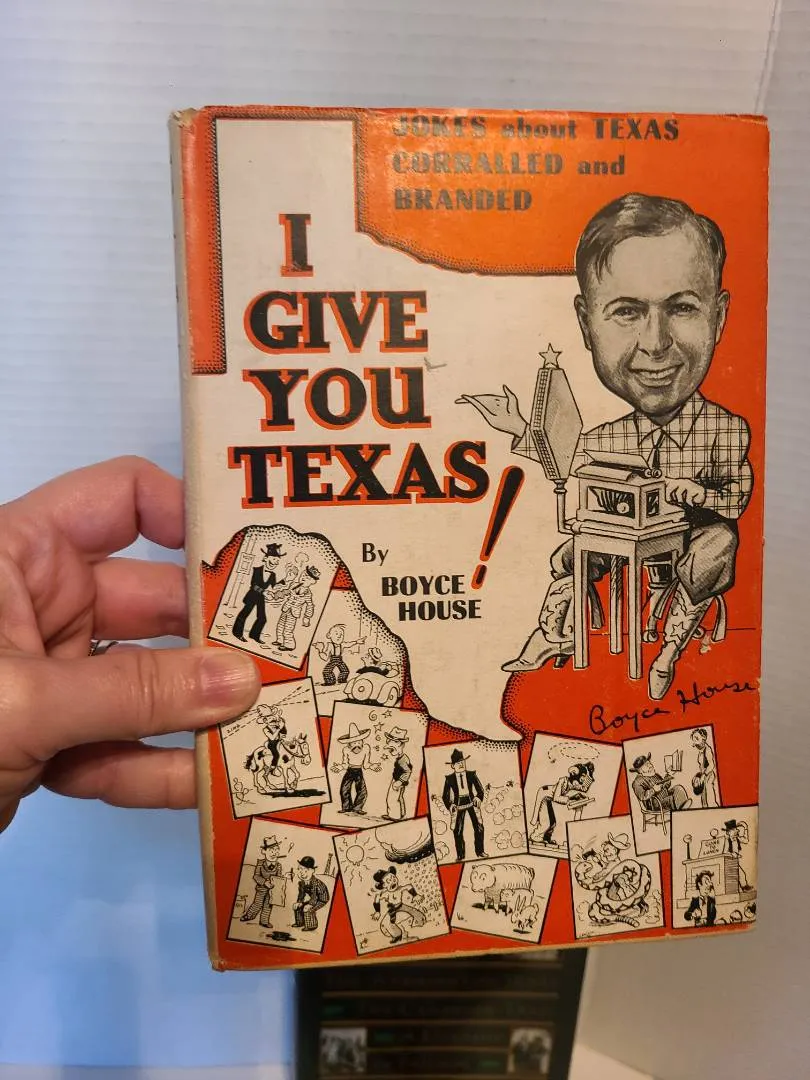 JOKES about TEXAS
CORRALLED and
BRANDED
I
GIVE
YOU
TEXAS!
By
BOYCE
HOUSE
Boyce House